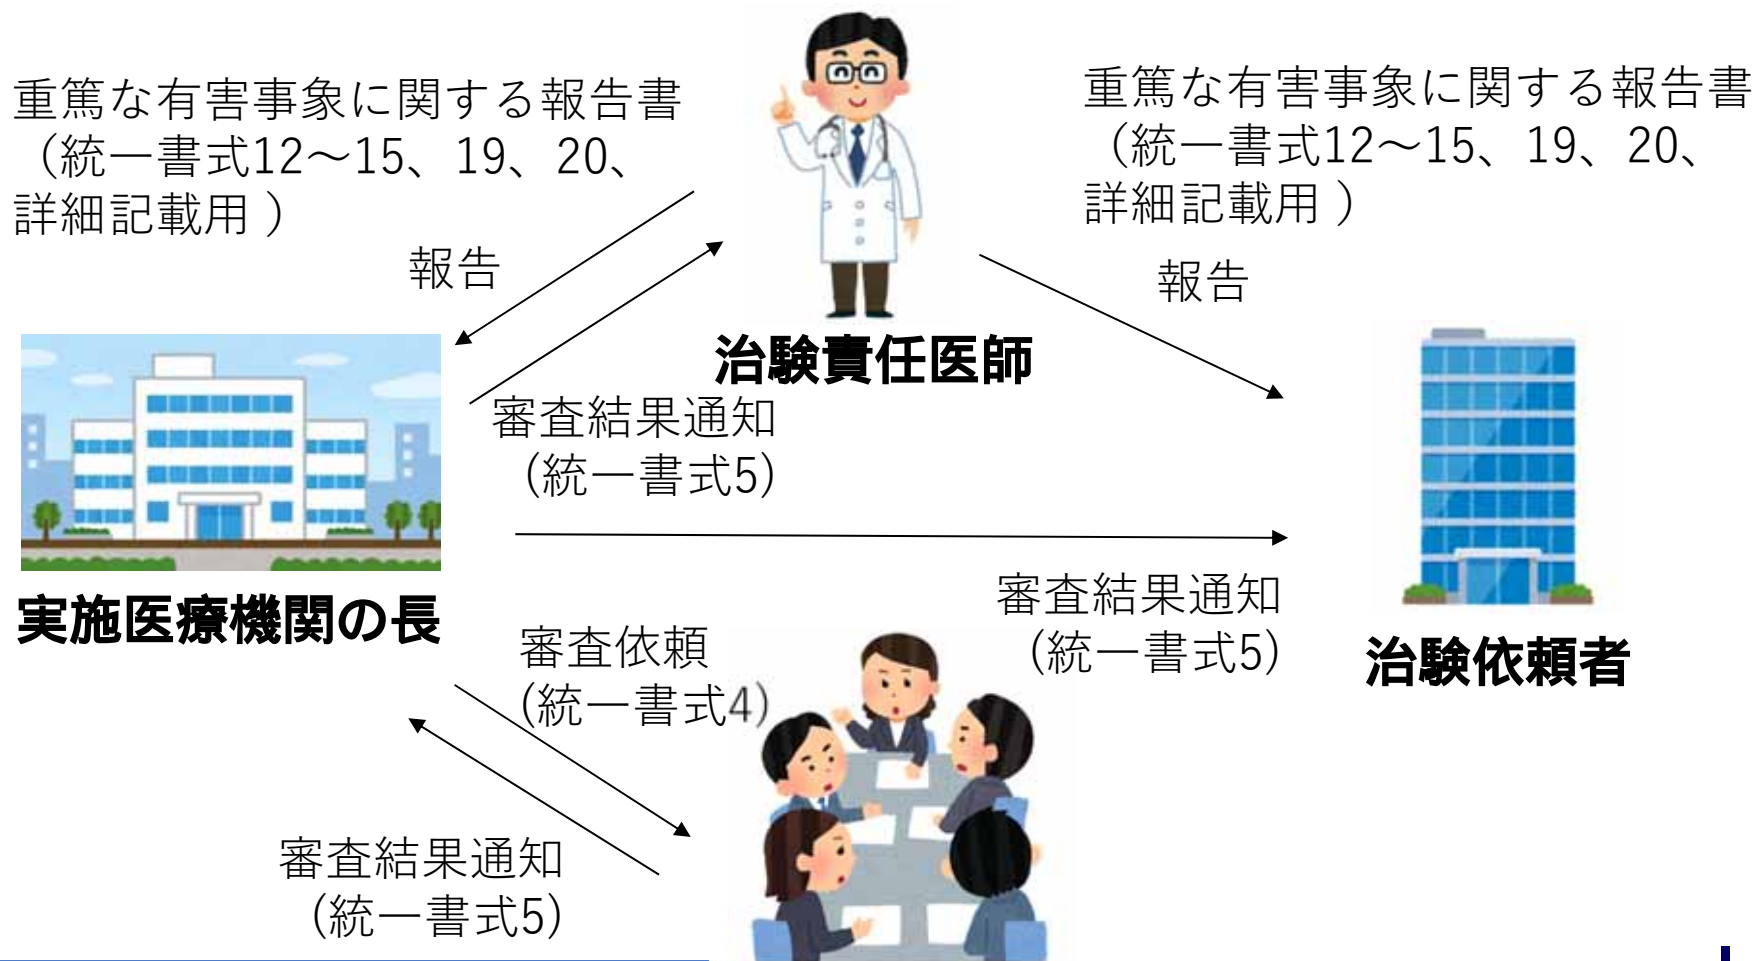 重篤な有害事象に関する報告書
（統一書式12～15、19、20、
詳細記載用 ）
報告
重篤な有害事象に関する報告書
（統一書式12～15、19、20、
詳細記載用 ）
報告
治験責任医師
審査結果通知
(統一書式5)
実施医療機関の長
審査結果通知
(統一書式5)
治験依頼者
審査依頼
(統一書式4)
審査結果通知
(統一書式5)